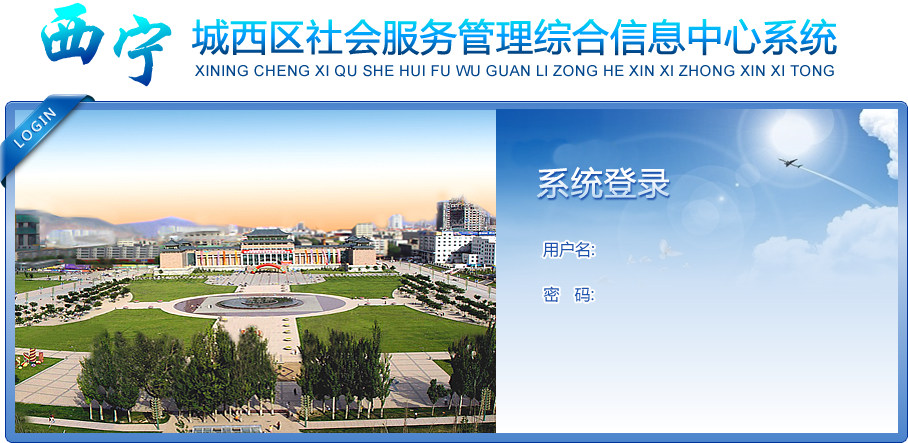 西宁 城西区社会服务管理综合信息中心系统
XINING CHENG XI QU SHE HUI FU WU GUAN LI ZONG HE XIN XI ZHONG XIN XI TONG
LOGIN
系统登录
用户名:
密 码: